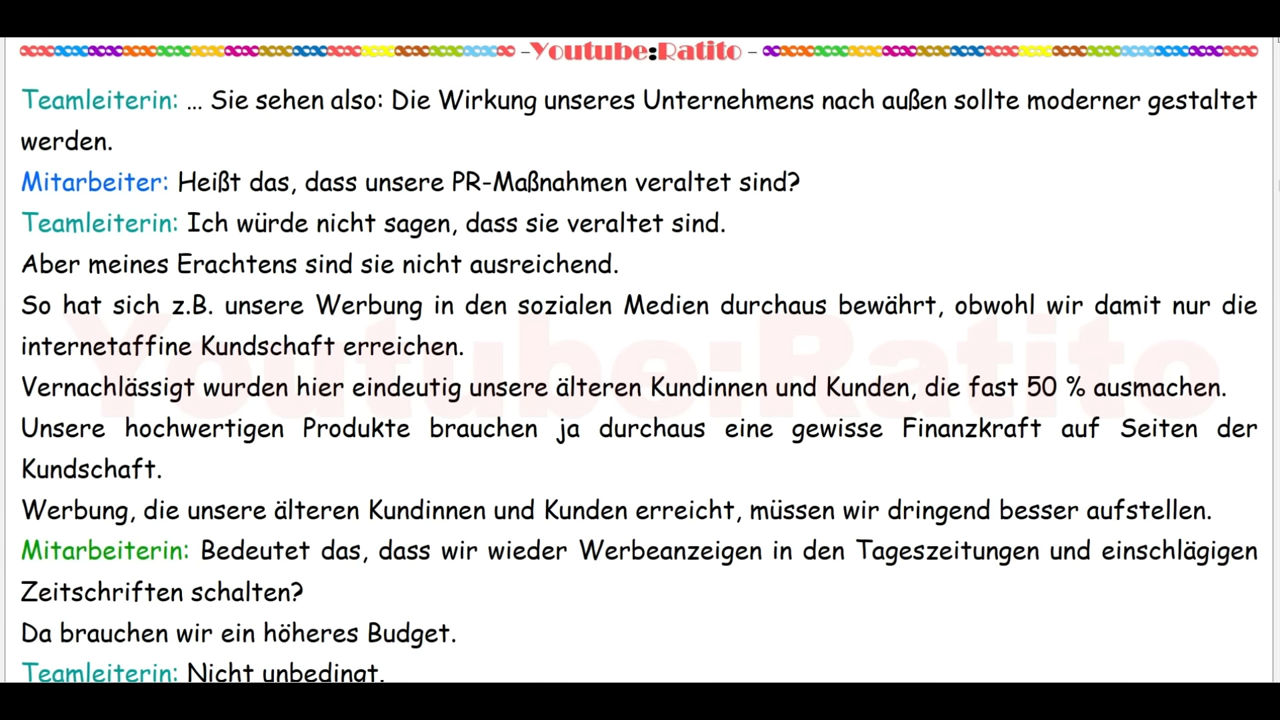 -Youtube:Ratito -
Teamleiterin: … Sie sehen also: Die Wirkung unseres Unternehmens nach außen sollte moderner gestaltet
werden.
Mitarbeiter: Heißt das, dass unsere PR-Maßnahmen veraltet sind?
Teamleiterin: Ich würde nicht sagen, dass sie veraltet sind.
Aber meines Erachtens sind sie nicht ausreichend.
So hat sich z.B. unsere Werbung in den sozialen Medien durchaus bewährt, obwohl wir damit nur die
internetaffine Kundschaft erreichen.
Vernachlässigt wurden hier eindeutig unsere älteren Kundinnen und Kunden, die fast 50 % ausmachen.
Unsere hochwertigen Produkte brauchen ja durchaus eine gewisse Finanzkraft auf Seiten der
Kundschaft.
Werbung, die unsere älteren Kundinnen und Kunden erreicht, müssen wir dringend besser aufstellen.
Mitarbeiterin: Bedeutet das, dass wir wieder Werbeanzeigen in den Tageszeitungen und einschlägigen
Zeitschriften schalten?
Da brauchen wir ein höheres Budget.
Teamleiterin: Nicht unbedingt.
Youtube:Ratito